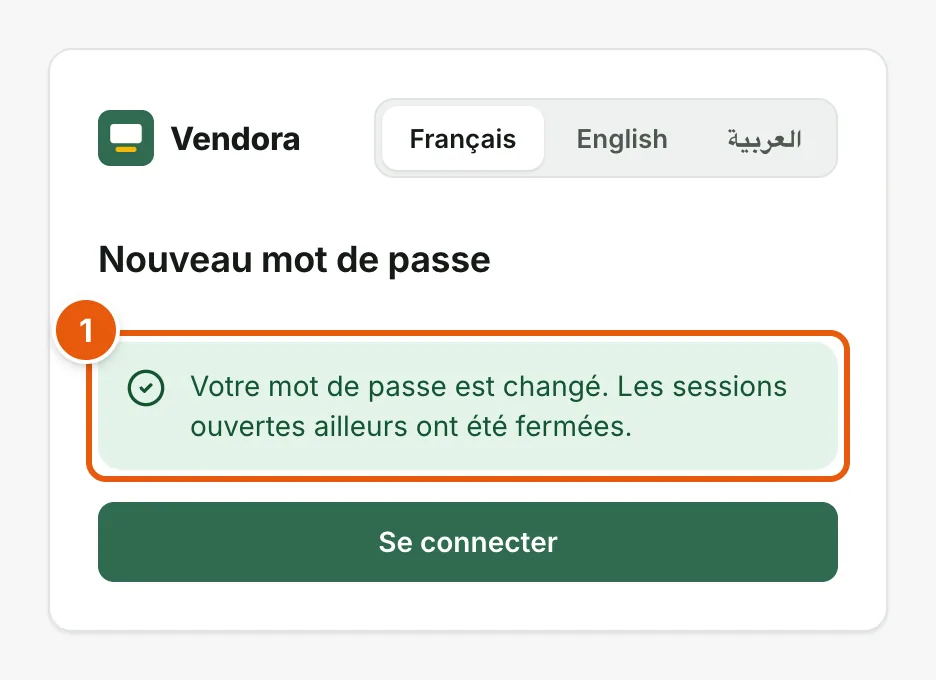 Vendora
Français
English
العربية
Nouveau mot de passe
1
Votre mot de passe est changé. Les sessions
ouvertes ailleurs ont été fermées.
Se connecter